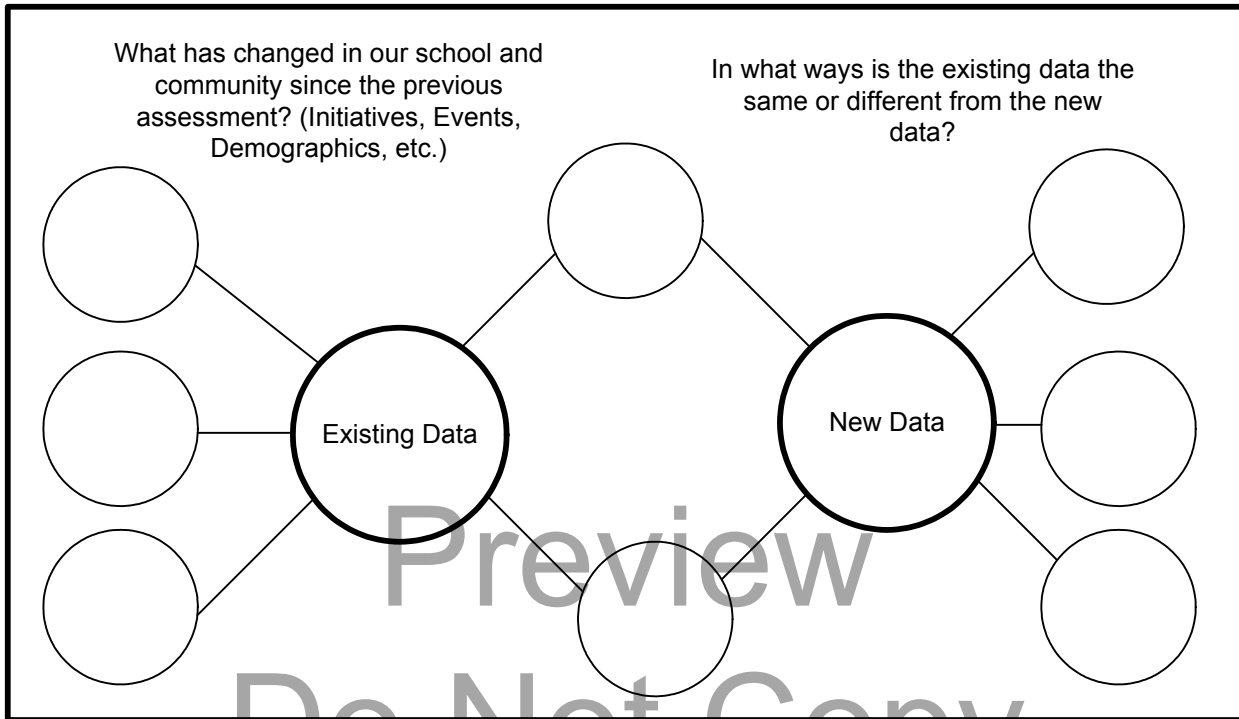 What has changed in our school and
community since the previous
assessment? (Initiatives, Events,
Demographics, etc.)
In what ways is the existing data the
same or different from the new
data?
Existing Data
New Data
Preview
Do Not Copy